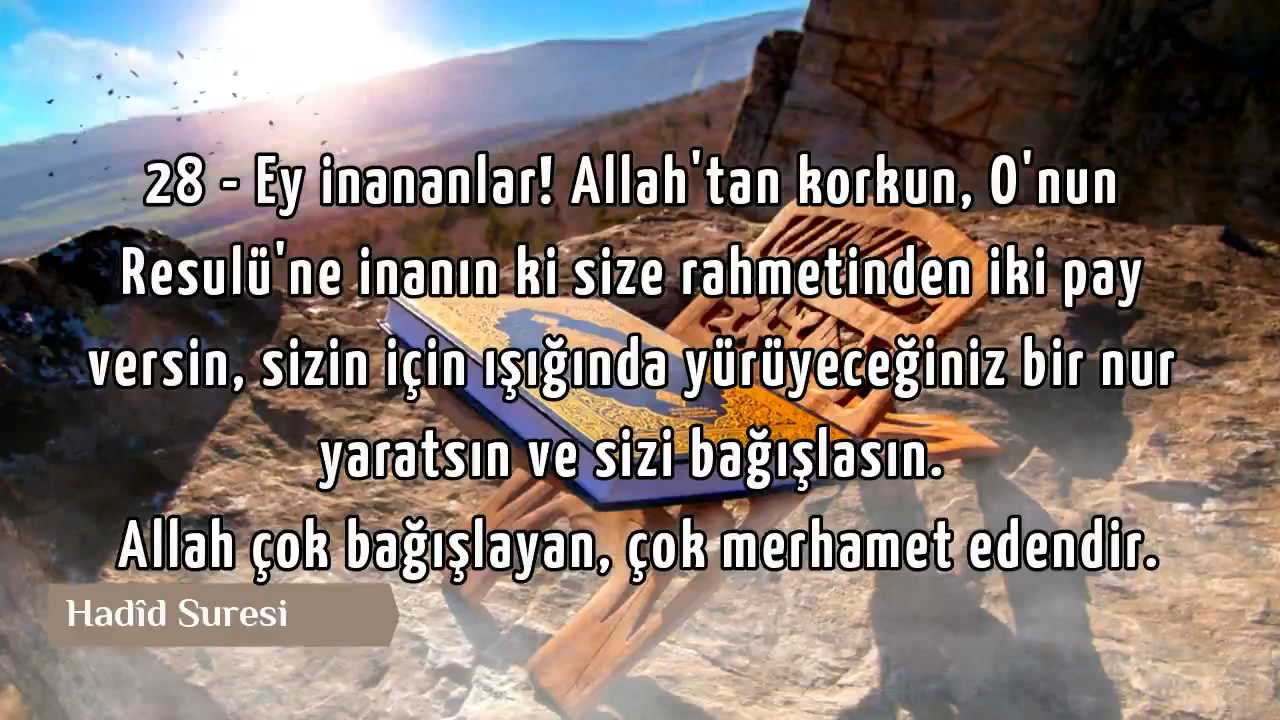 28 - Ey inananlar! Allah'tan korkun, O'nun
Resulü'ne inanın ki size rahmetinden iki pay
versin, sizin için ışığında yürüyeceğiniz bir nur
yaratsın ve sizi bağışlasın.
Allah çok bağışlayan, çok merhamet edendir.
Hadîd Suresi